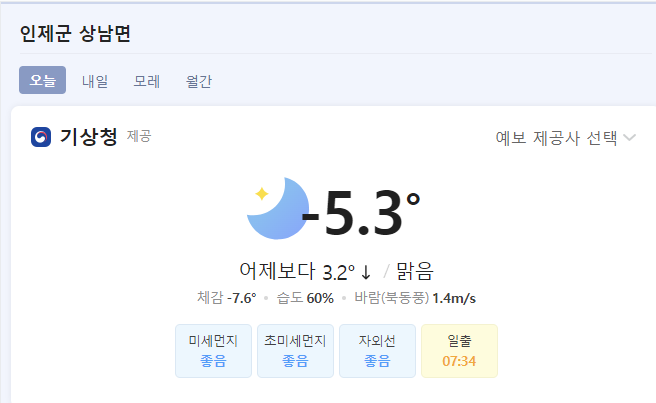 인제군 상남면
오늘 내일 모레 월간
기상청 제공 예보 제공사 선택
-5.3°
어제보다 3.2° ↓ / 맑음
체감 -7.6° • 습도 60% • 바람(북동풍) 1.4m/s
미세먼지 초미세먼지 자외선 일출
좋음 좋음 좋음 07:34